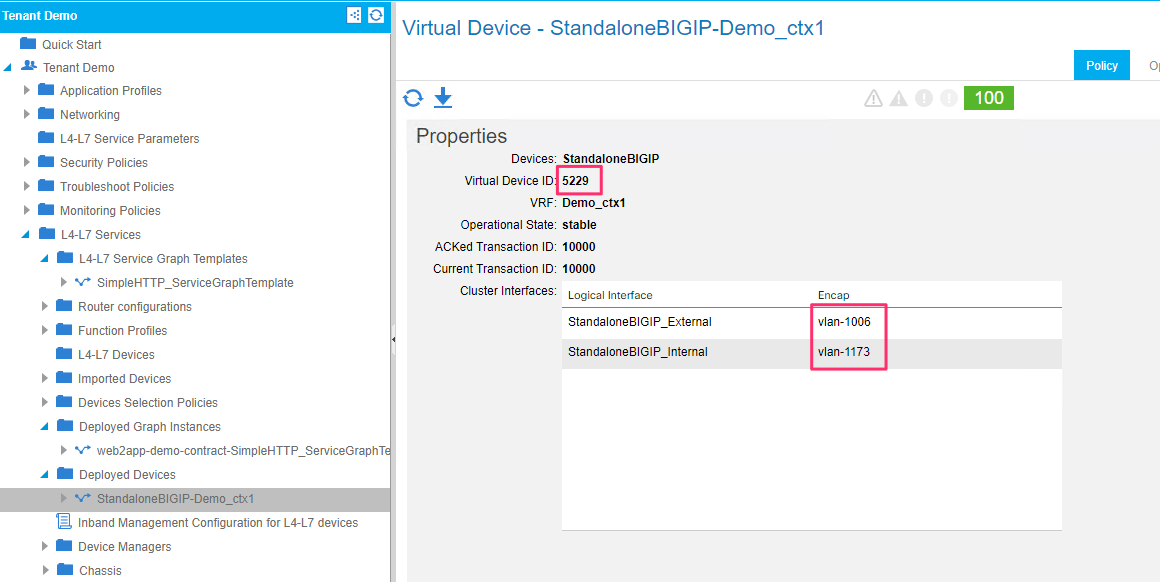 Tenant Demo
Quick Start
Tenant Demo
Application Profiles
Networking
L4-L7 Service Parameters
Security Policies
Troubleshoot Policies
Monitoring Policies
L4-L7 Services
L4-L7 Service Graph Templates
SimpleHTTP_ServiceGraphTemplate
Router configurations
Function Profiles
L4-L7 Devices
Imported Devices
Devices Selection Policies
Deployed Graph Instances
web2app-demo-contract-SimpleHTTP_ServiceGraphTe
Deployed Devices
StandaloneBIGIP-Demo_ctx1
Inband Management Configuration for L4-L7 devices
Device Managers
Chassis
Virtual Device - StandaloneBIGIP-Demo_ctx1
Policy Op
100
Properties
Devices: StandaloneBIGIP
Virtual Device ID: 5229
VRF: Demo_ctx1
Operational State: stable
ACKed Transaction ID: 10000
Current Transaction ID: 10000
Cluster Interfaces: Logical Interface Encap
StandaloneBIGIP_External vlan-1006
StandaloneBIGIP_Internal vlan-1173